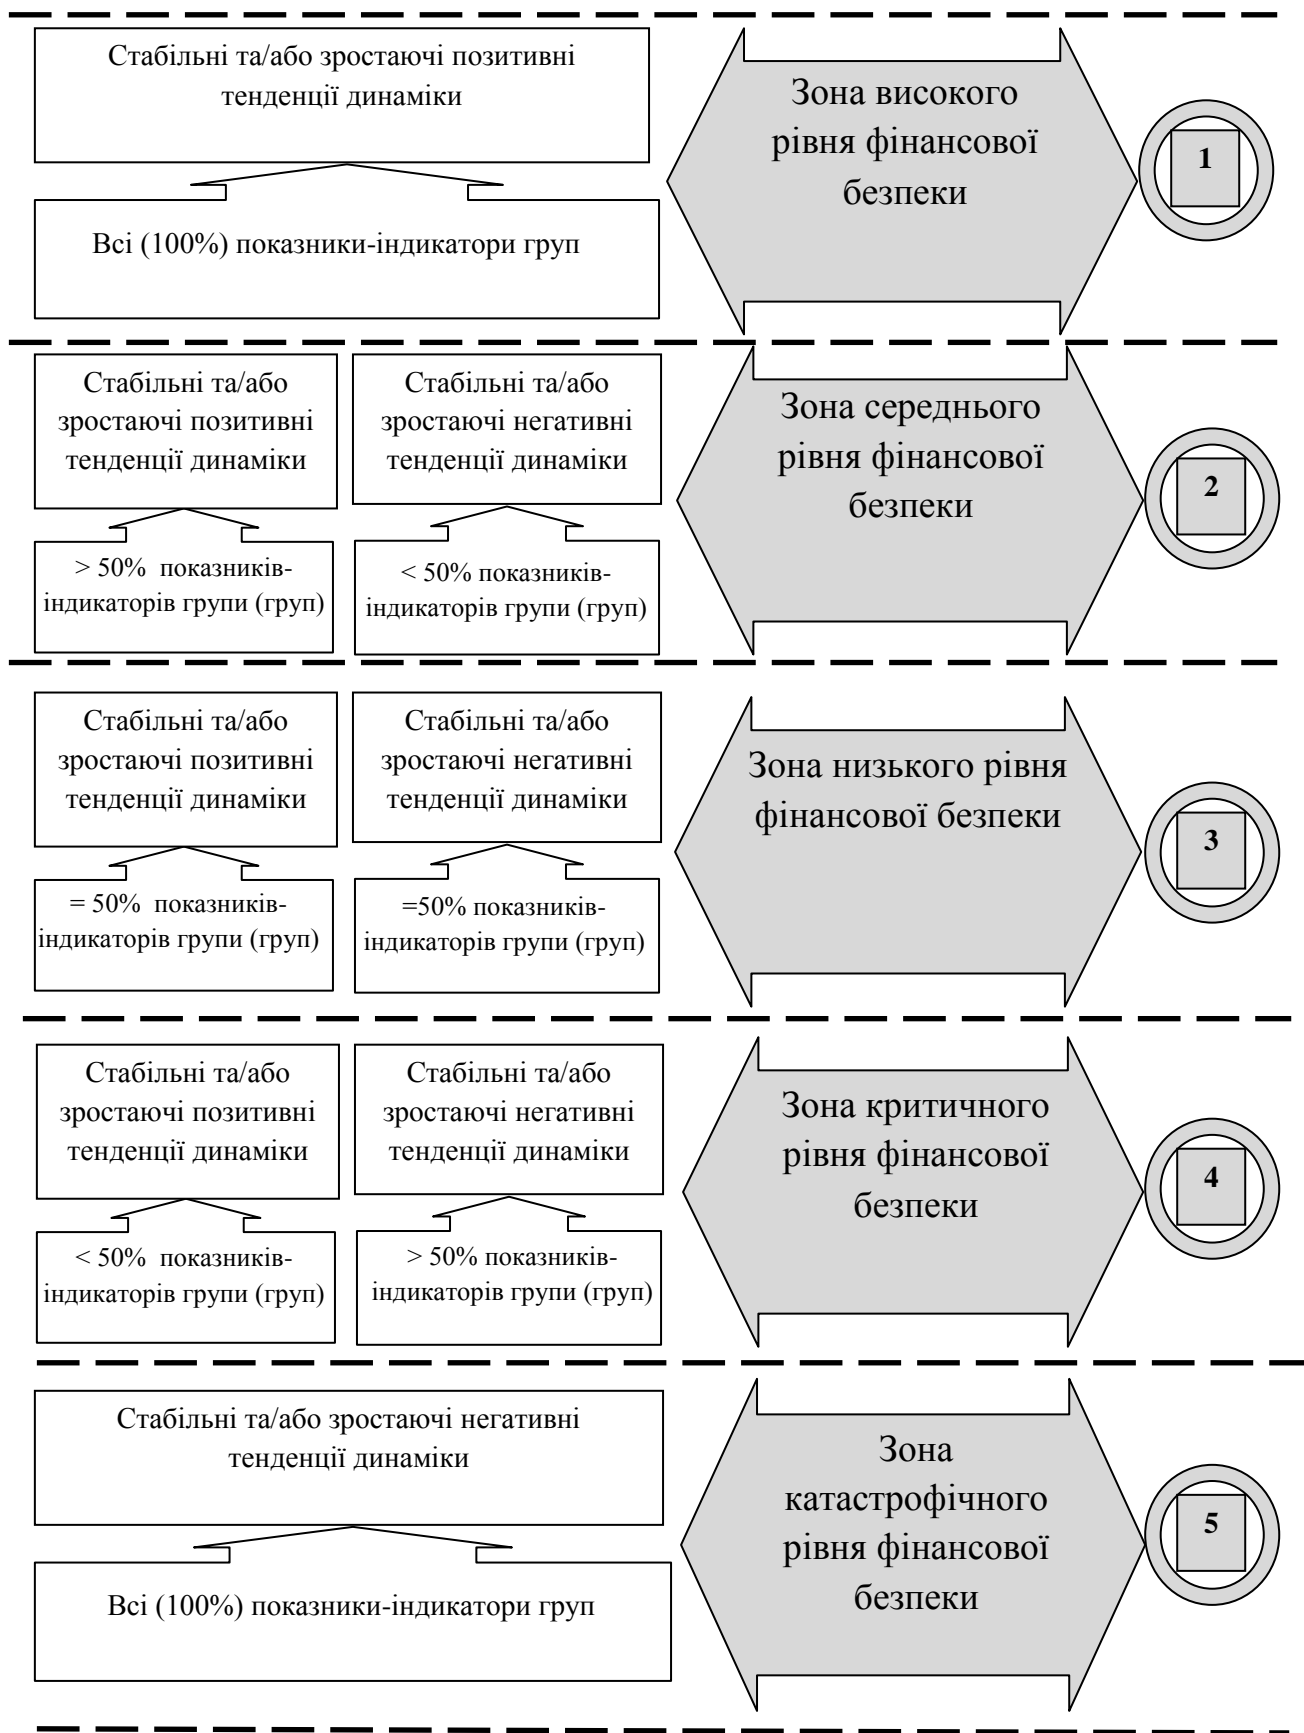 Стабільні та/або зростаючі позитивні
тенденції динаміки
Всі (100%) показники-індикатори груп
Зона високого
рівня фінансової
безпеки
1
Стабільні та/або
зростаючі позитивні
тенденції динаміки
> 50% показників-
індикаторів групи (груп)
Стабільні та/або
зростаючі негативні
тенденції динаміки
< 50% показників-
індикаторів групи (груп)
Зона середнього
рівня фінансової
безпеки
2
Стабільні та/або
зростаючі позитивні
тенденції динаміки
= 50% показників-
індикаторів групи (груп)
Стабільні та/або
зростаючі негативні
тенденції динаміки
=50% показників-
індикаторів групи (груп)
Зона низького рівня
фінансової безпеки
3
Стабільні та/або
зростаючі позитивні
тенденції динаміки
< 50% показників-
індикаторів групи (груп)
Стабільні та/або
зростаючі негативні
тенденції динаміки
> 50% показників-
індикаторів групи (груп)
Зона критичного
рівня фінансової
безпеки
4
Стабільні та/або зростаючі негативні
тенденції динаміки
Всі (100%) показники-індикатори груп
Зона
катастрофічного
рівня фінансової
безпеки
5